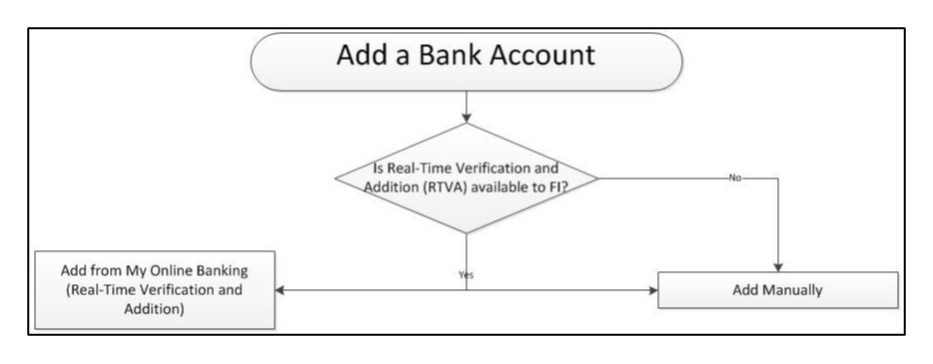 Add a Bank Account
Is Real-Time Verification and
Addition (RTVA) available to FI?
No
Yes
Add from My Online Banking
(Real-Time Verification and
Addition)
Add Manually